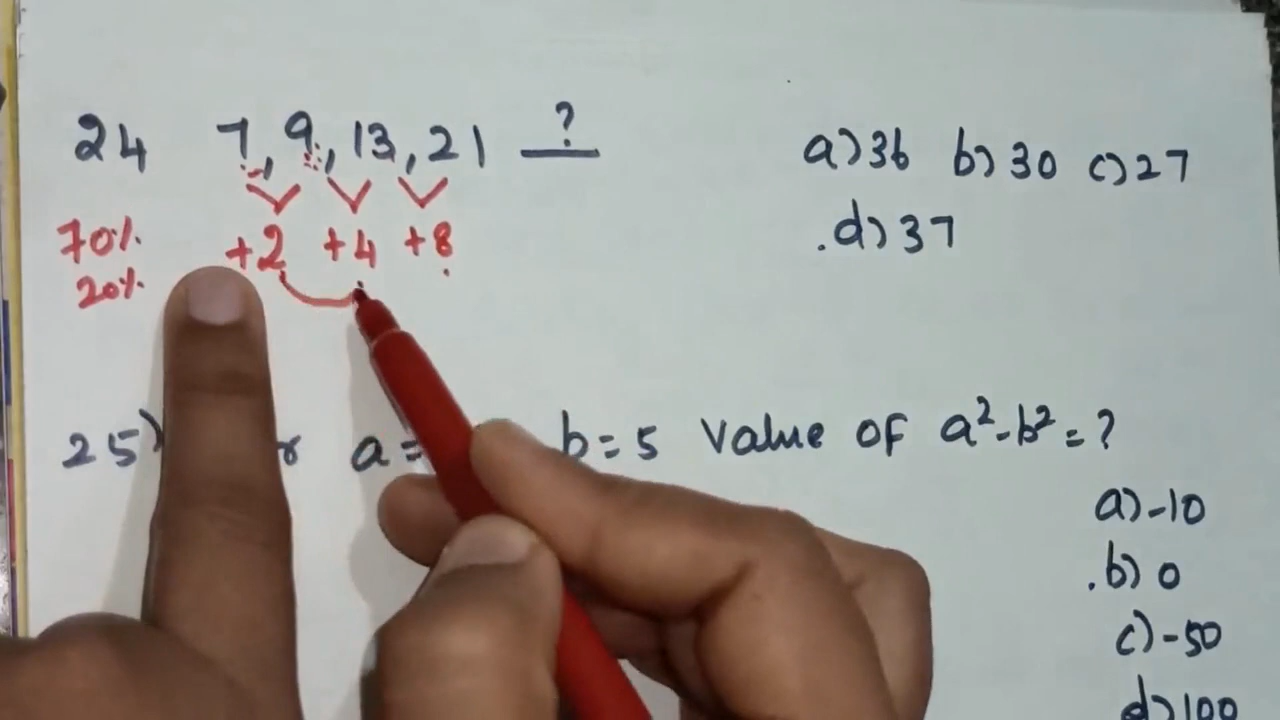 24 7, 9, 13, 21 ?
a) 36 b) 30 c) 27
.d) 37
70% +2 +4 +8
20%
25) a= b=5 Value of a²-b²=?
a) -10
.b) 0
c) -50
d) 100